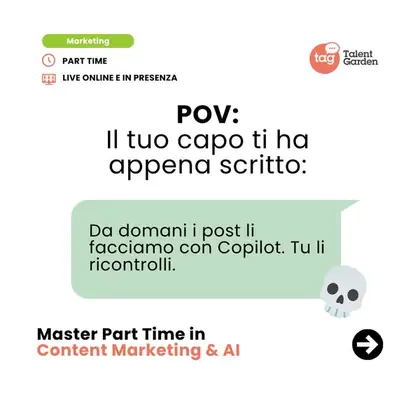 Marketing
PART TIME
LIVE ONLINE E IN PRESENZA
tag
Talent
Garden
POV:
Il tuo capo ti ha
appena scritto:
Da domani i post li
facciamo con Copilot. Tu li
ricontrolli.
Master Part Time in
Content Marketing & AI